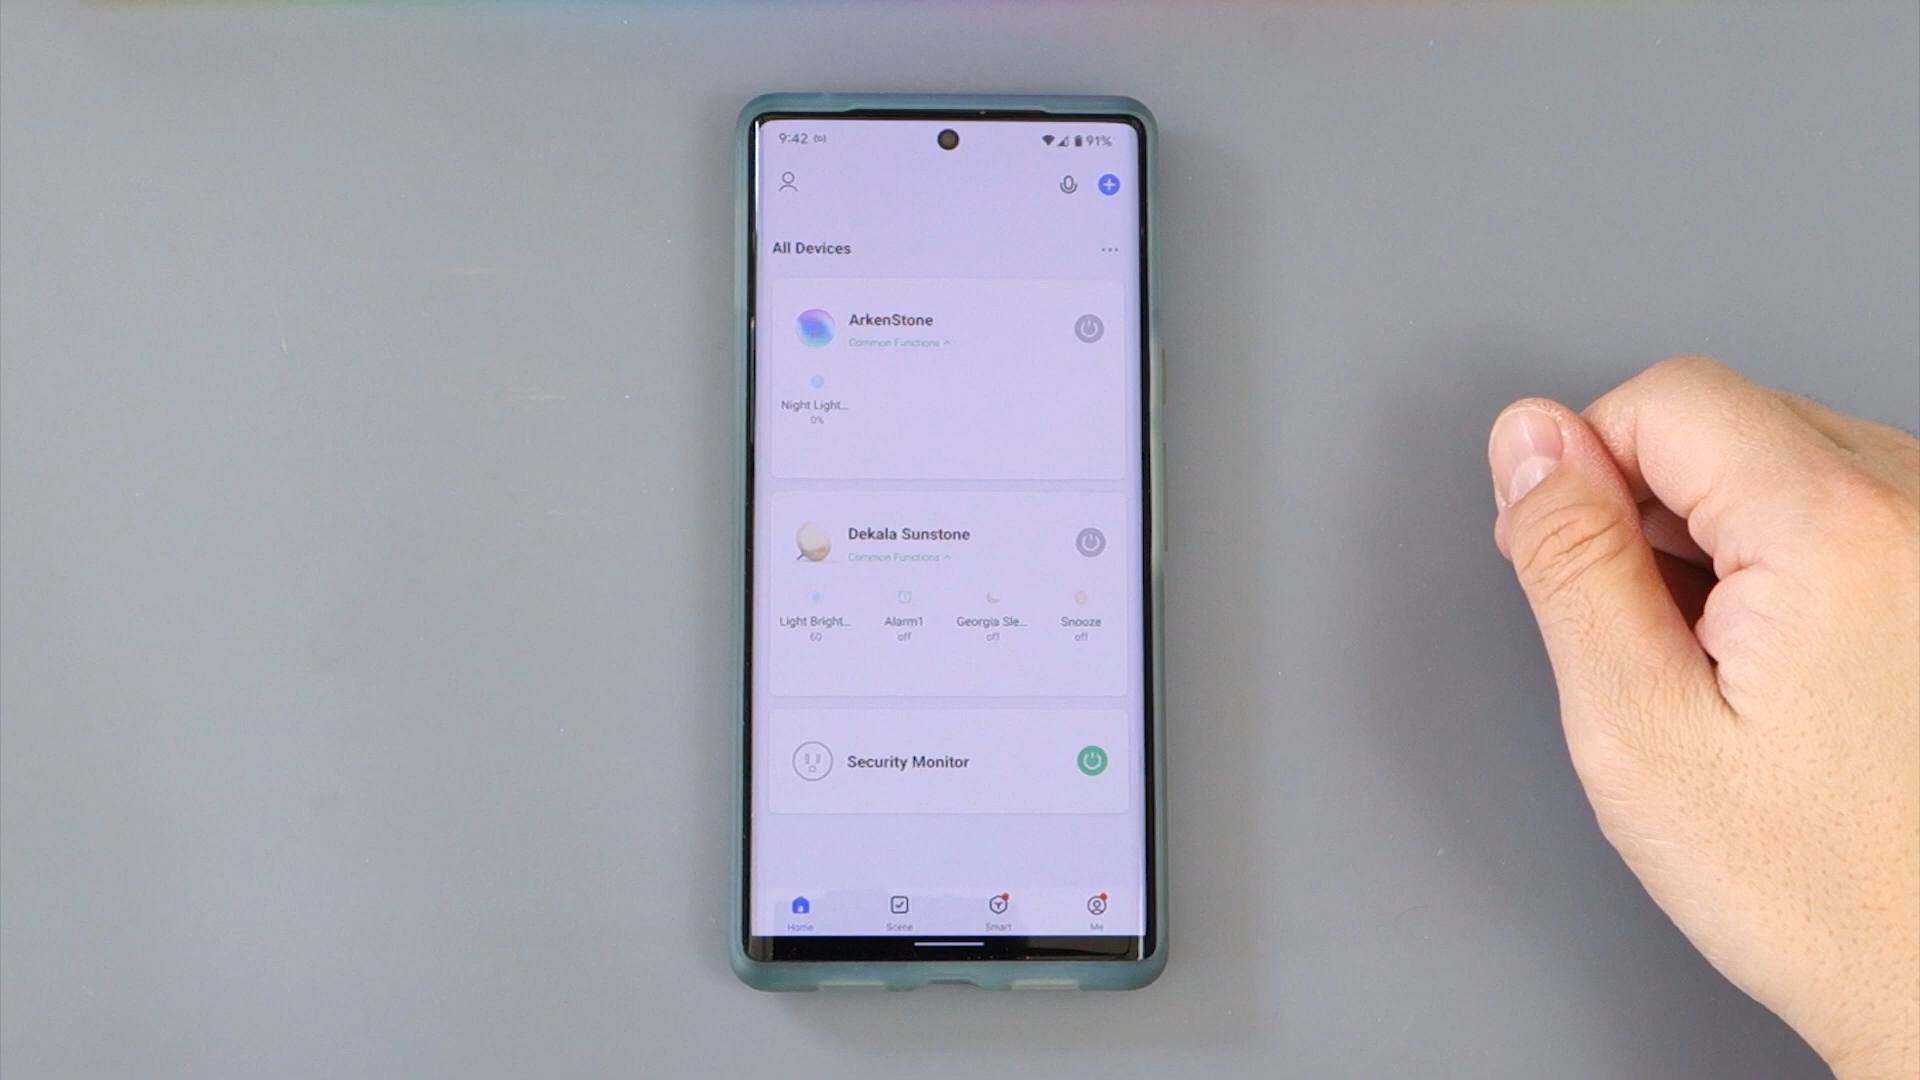 9:42 91%
All Devices
ArkenStone
Common Functions
Night Light...
0%
Dekala Sunstone
Common Functions
Light Bright... Alarm1 Georgia Sle... Snooze
60 off off off
Security Monitor
Home Scene Smart Me